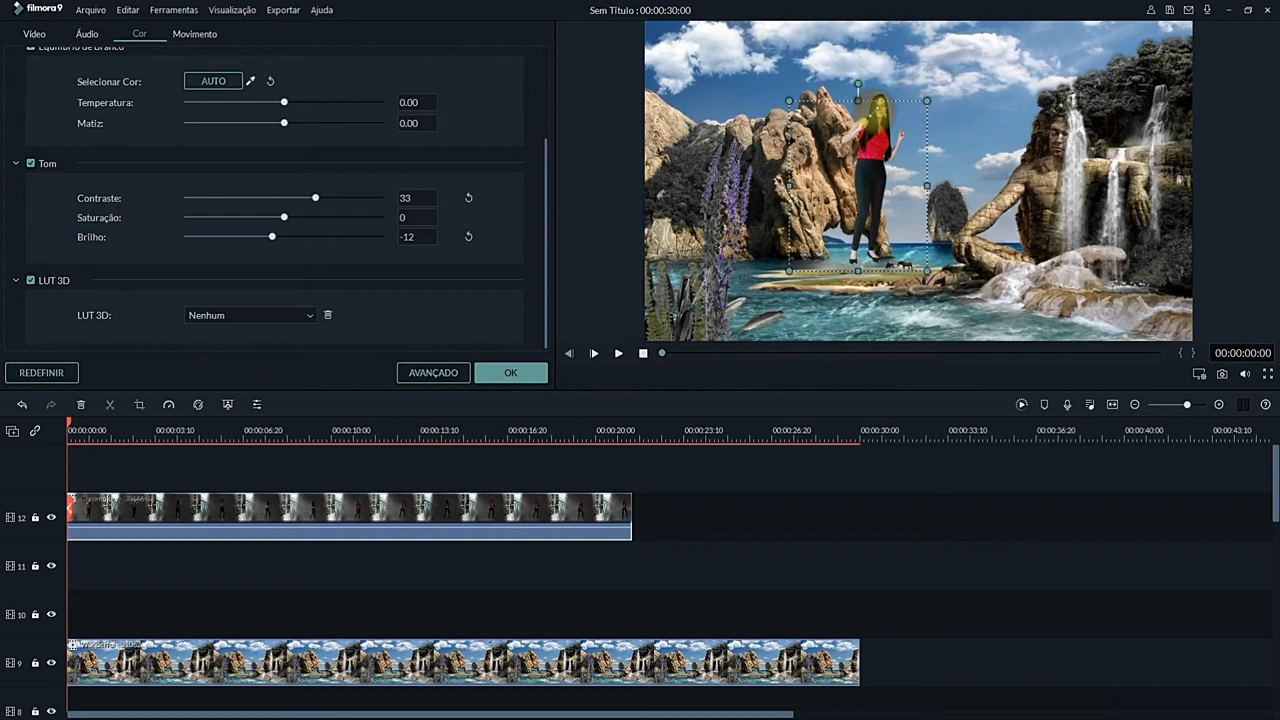 filmora9 Arquivo Editar Ferramentas Visualização Exportar Ajuda Sem Título : 00:00:30:00
Vídeo Áudio Cor Movimento
Equilíbrio de Branco
Selecionar Cor: AUTO
Temperatura: 0.00
Matiz: 0.00
Tom
Contraste: 33
Saturação: 0
Brilho: -12
LUT 3D
LUT 3D: Nenhum
REDEFINIR AVANÇADO OK
{ } 00:00:00:00
00:00:00:00 00:00:03:10 00:00:06:20 00:00:10:00 00:00:13:10 00:00:16:20 00:00:20:00 00:00:23:10 00:00:26:20 00:00:30:00 00:00:33:10 00:00:36:20 00:00:40:00 00:00:43:10
12
11
10
9
8